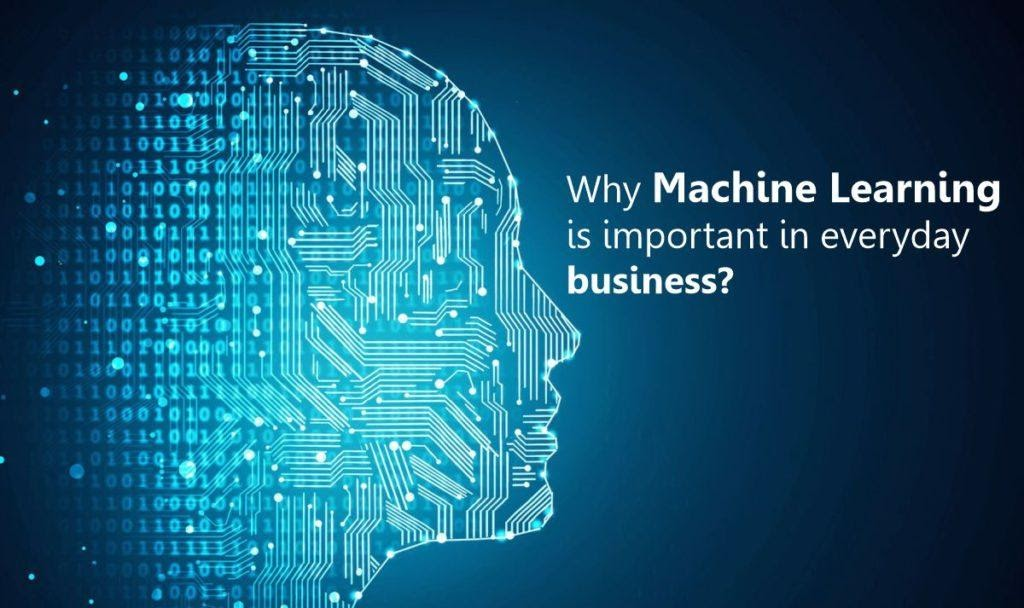 Why Machine Learning
is important in everyday
business?